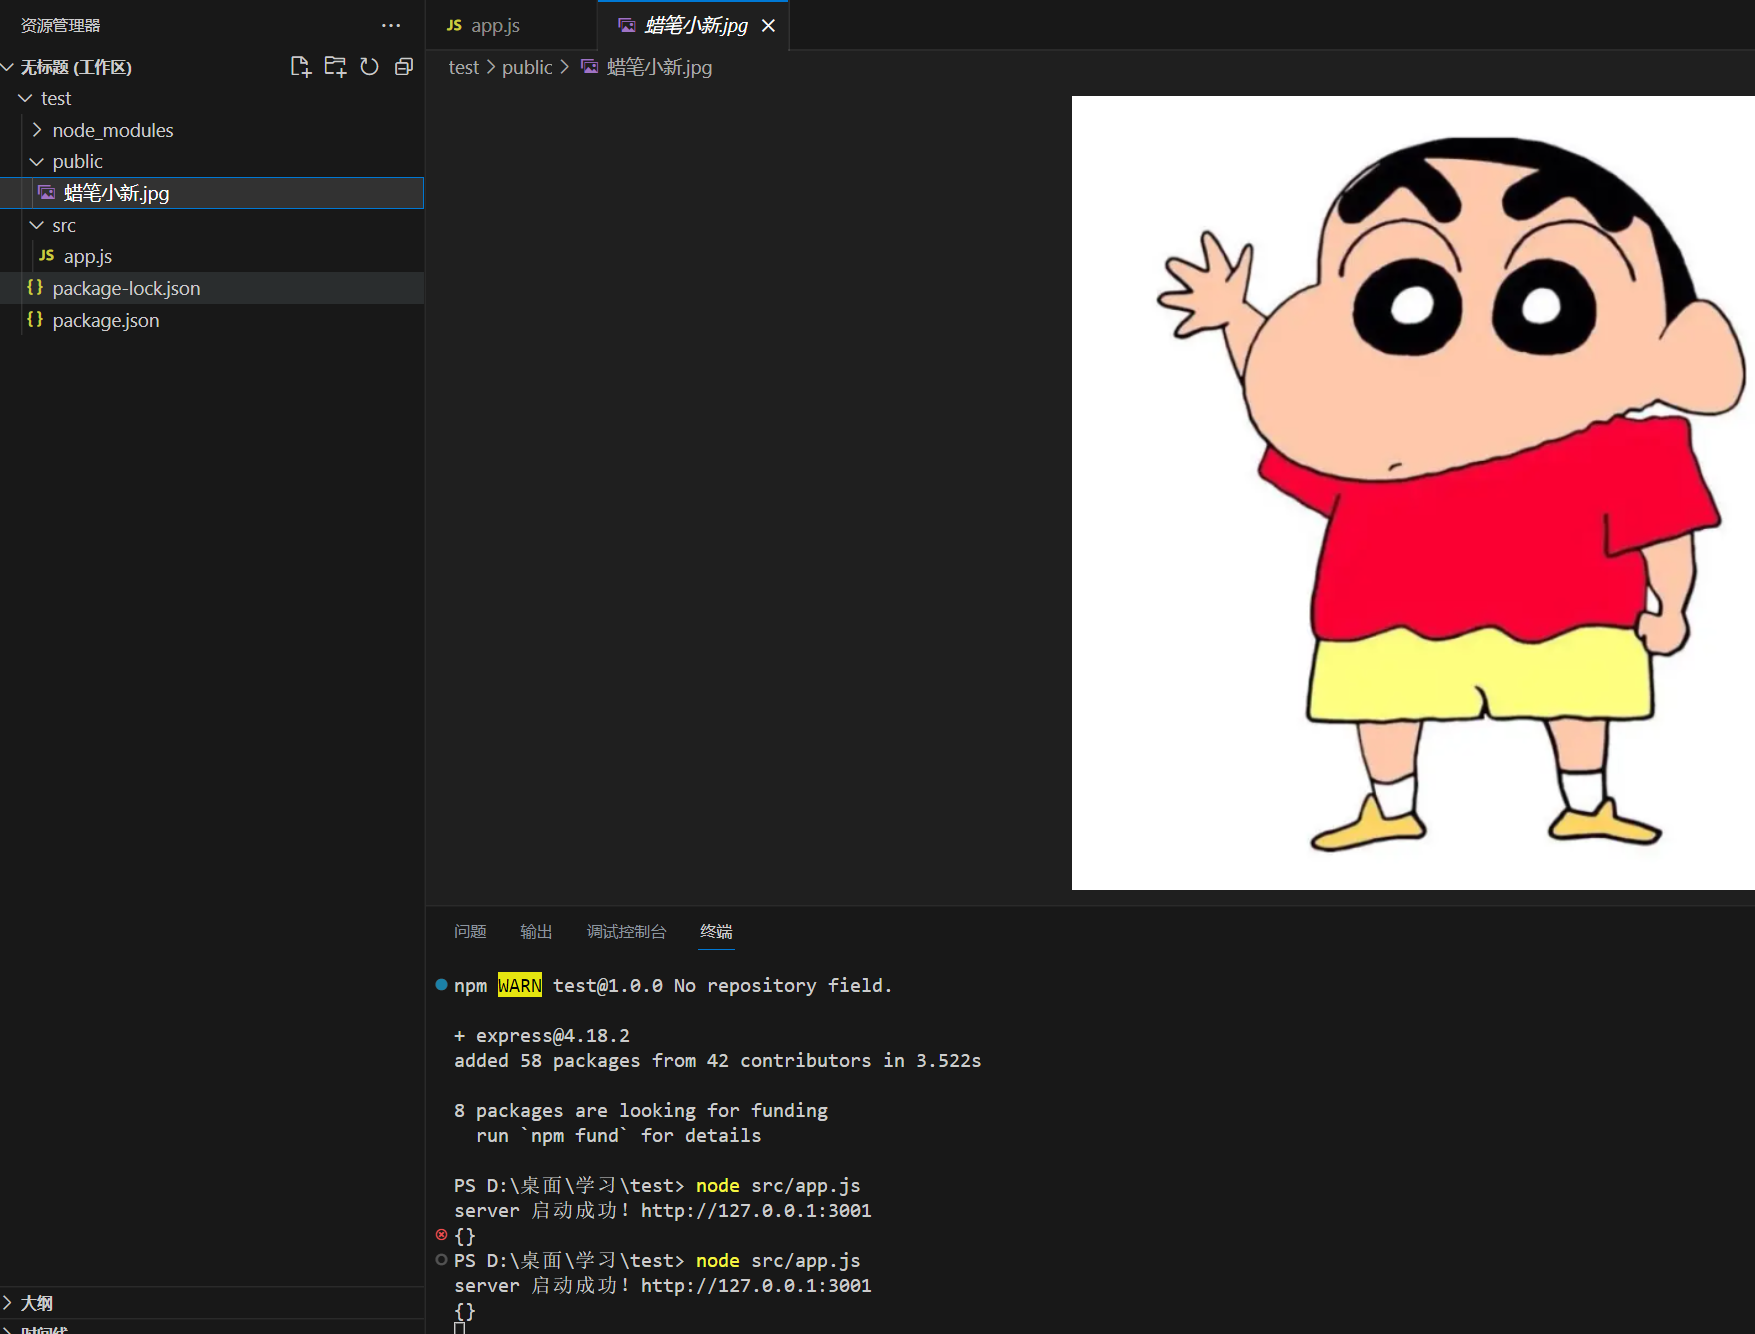 资源管理器 ···
无标题 (工作区)
test
node_modules
public
蜡笔小新.jpg
src
JS app.js
{} package-lock.json
{} package.json
大纲
时间线
JS app.js
蜡笔小新.jpg
test > public > 蜡笔小新.jpg
问题 输出 调试控制台 终端
npm WARN test@1.0.0 No repository field.
+ express@4.18.2
added 58 packages from 42 contributors in 3.522s
8 packages are looking for funding
run `npm fund` for details
PS D:\桌面\学习\test> node src/app.js
server 启动成功! http://127.0.0.1:3001
{}
PS D:\桌面\学习\test> node src/app.js
server 启动成功! http://127.0.0.1:3001
{}